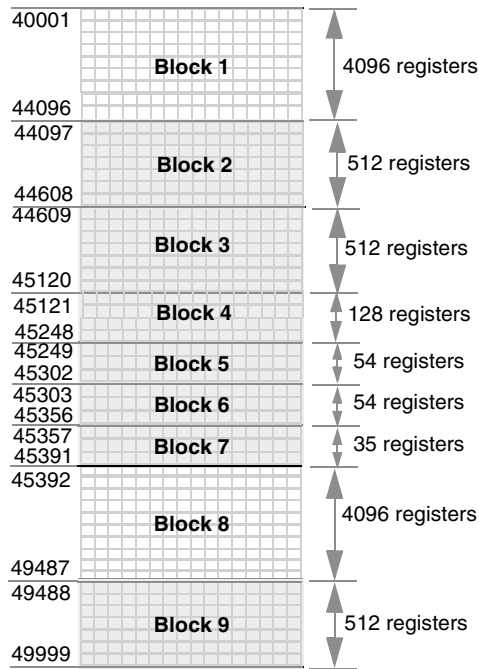 40001
Block 1
4096 registers
44096
44097
Block 2
512 registers
44608
44609
Block 3
512 registers
45120
45121
Block 4
128 registers
45248
45249
Block 5
54 registers
45302
45303
Block 6
54 registers
45356
45357
Block 7
35 registers
45391
45392
Block 8
4096 registers
49487
49488
Block 9
512 registers
49999